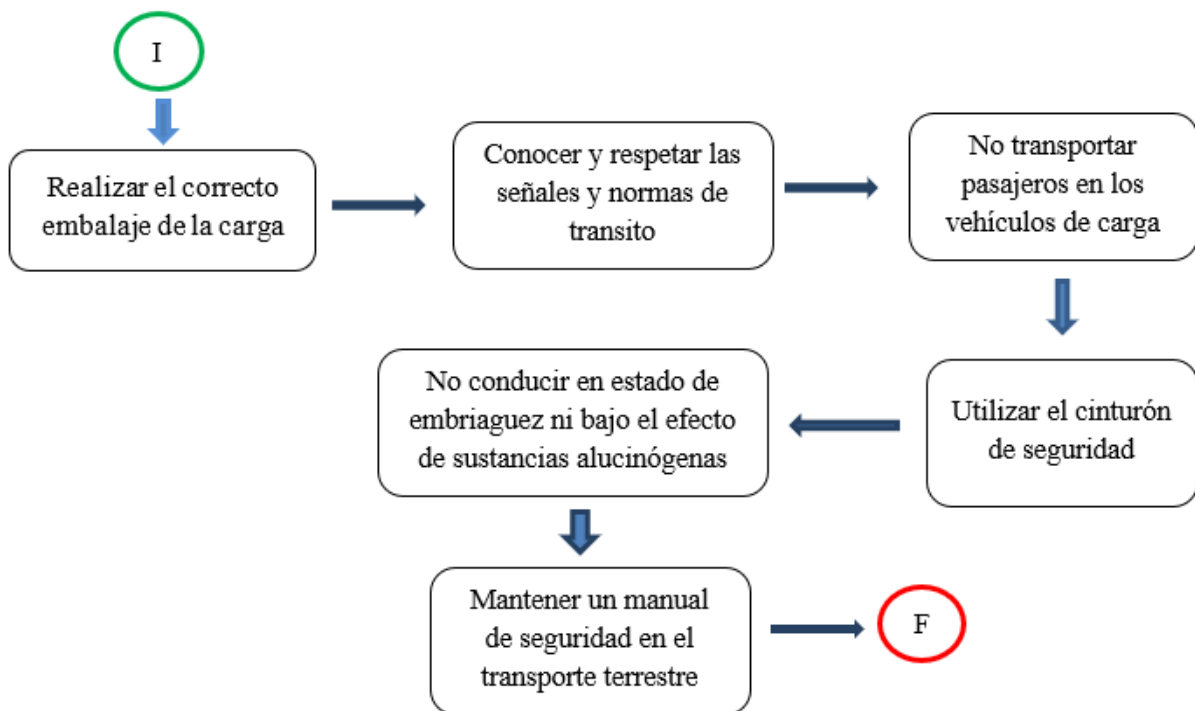 I
Realizar el correcto
embalaje de la carga
Conocer y respetar las
señales y normas de
transito
No transportar
pasajeros en los
vehículos de carga
Utilizar el cinturón
de seguridad
No conducir en estado de
embriaguez ni bajo el efecto
de sustancias alucinógenas
Mantener un manual
de seguridad en el
transporte terrestre
F